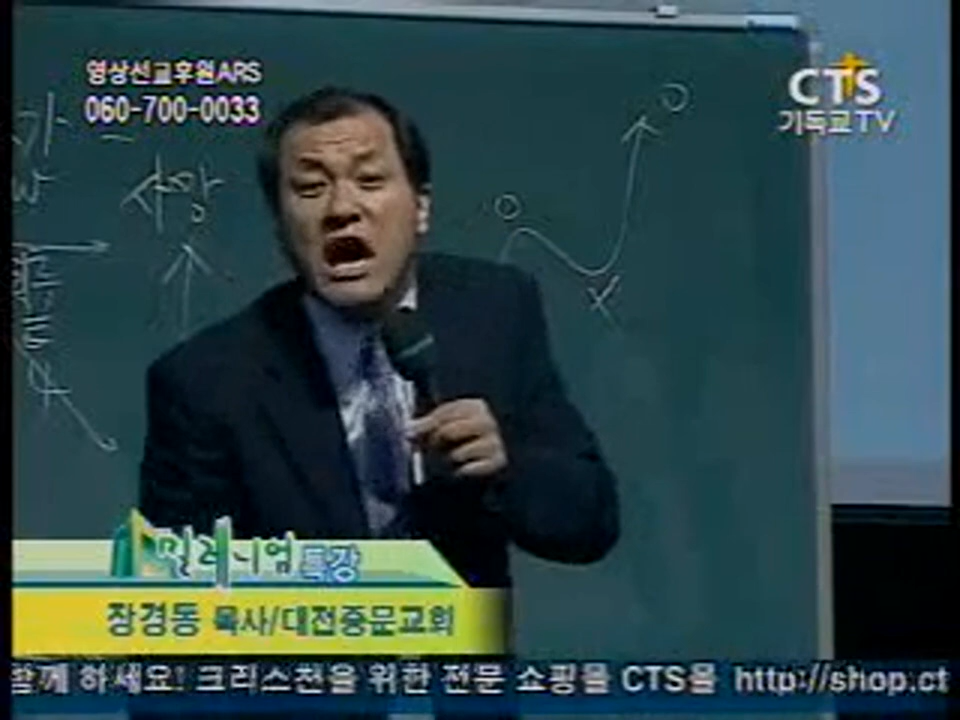 영상선교후원ARS
060-700-0033
CTS
기독교TV
사망
밀레니엄 특강
장경동 목사/대전중문교회
함께 하세요! 크리스천을 위한 전문 쇼핑몰 CTS몰 http://shop.ct